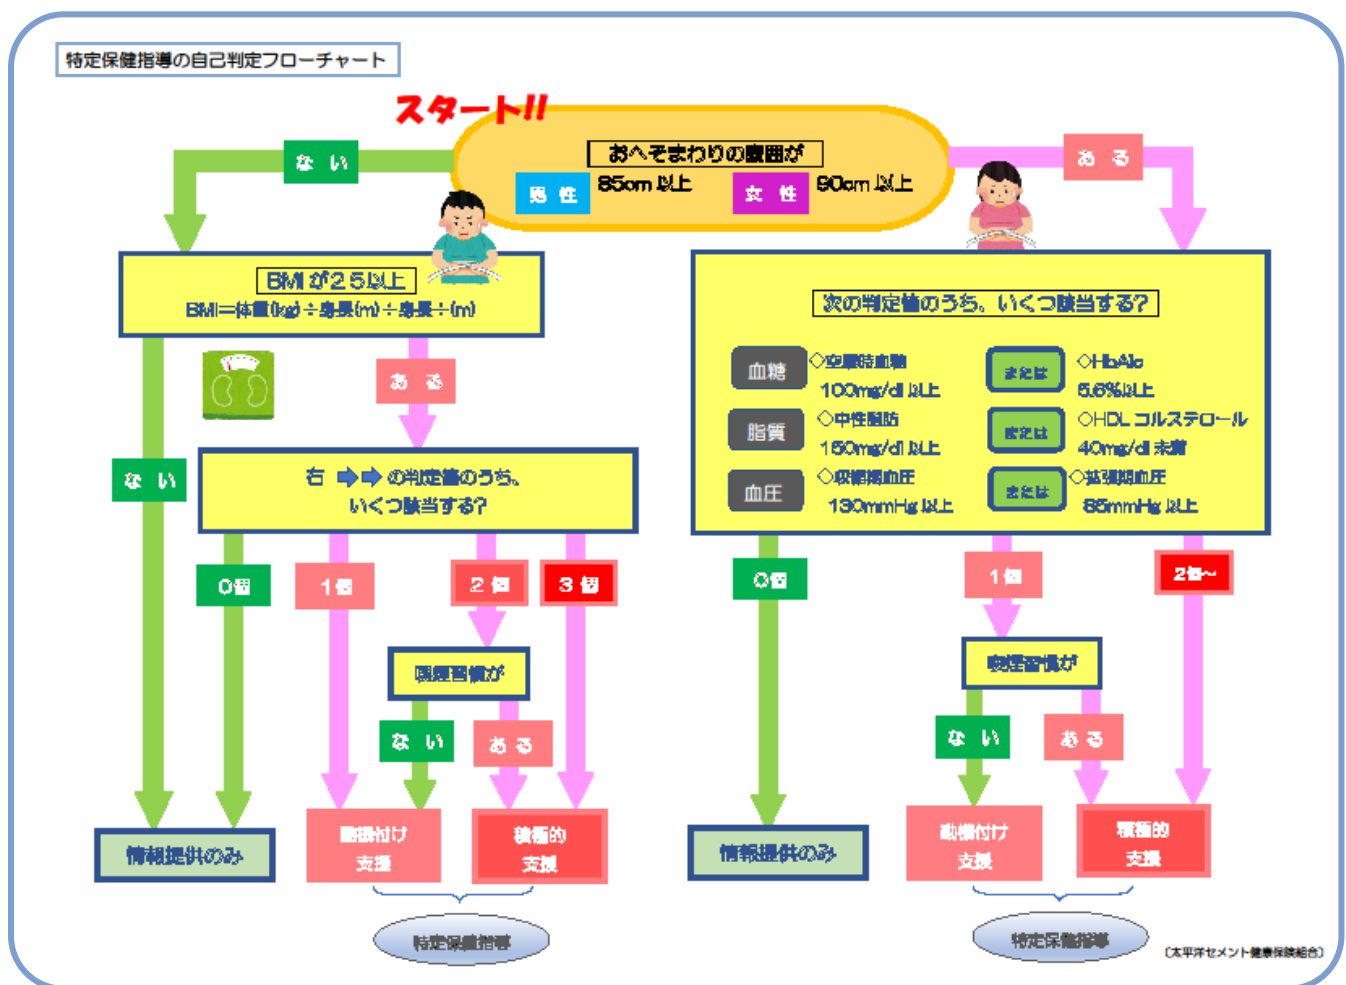 特定保健指導の自己判定フローチャート
スタート!!
おへそまわりの範囲が
男 性
85cm 以上
女 性
90cm 以上
な い
あ る
BMI が25以上
BMI=体重(kg)÷身長(m)÷身長÷(m)
次の判定値のうち。いくつ該当する?
血糖
◇空腹時血糖
100mg/dl 以上
または
◇HbAlc
5.6%以上
脂質
◇中性脂肪
150mg/dl 以上
または
◇HDL コルステロール
40mg/dl 未満
血圧
◇収縮期血圧
130mmHg 以上
または
◇拡張期血圧
85mmHg 以上
あ る
な い
右 ➡➡ の判定値のうち、
いくつ該当する?
0個
1個
2 個
3 個
0個
1個
2個~
喫煙習慣が
な い
あ る
喫煙習慣が
な い
あ る
情報提供のみ
動機付け
支援
積極的
支援
情報提供のみ
動機付け
支援
積極的
支援
特定保健指導
特定保健指導
〔太平洋セメント健康保険組合〕